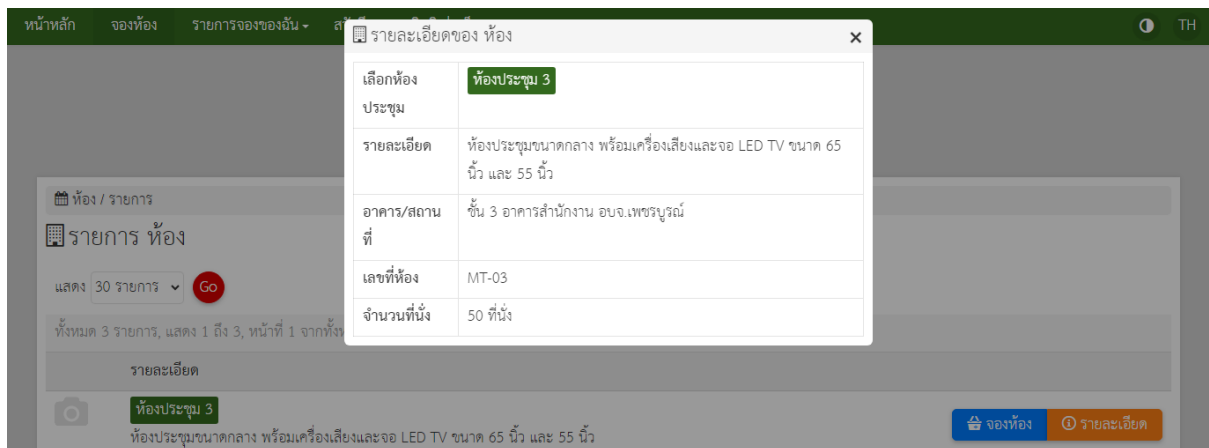 หน้าหลัก จองห้อง รายการจองของฉัน TH
รายละเอียดของ ห้อง ×
เลือกห้อง ห้องประชุม 3
ประชุม
รายละเอียด ห้องประชุมขนาดกลาง พร้อมเครื่องเสียงและจอ LED TV ขนาด 65
นิ้ว และ 55 นิ้ว
อาคาร/สถาน ชั้น 3 อาคารสำนักงาน อบจ.เพชรบูรณ์
ที่
เลขที่ห้อง MT-03
จำนวนที่นั่ง 50 ที่นั่ง
ห้อง / รายการ
รายการ ห้อง
แสดง 30 รายการ Go
ทั้งหมด 3 รายการ, แสดง 1 ถึง 3, หน้าที่ 1
รายละเอียด
ห้องประชุม 3
ห้องประชุมขนาดกลาง พร้อมเครื่องเสียงและจอ LED TV ขนาด 65 นิ้ว และ 55 นิ้ว
จองห้อง รายละเอียด